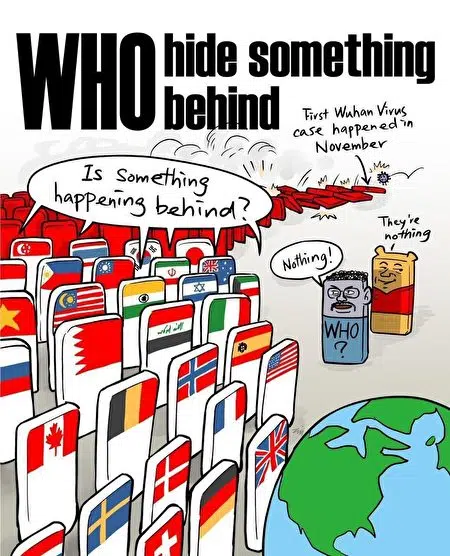 WHO hide something
behind
First Wuhan Virus
case happened in
November
Is Something
happening behind?
They're
nothing
Nothing!
WHO
?